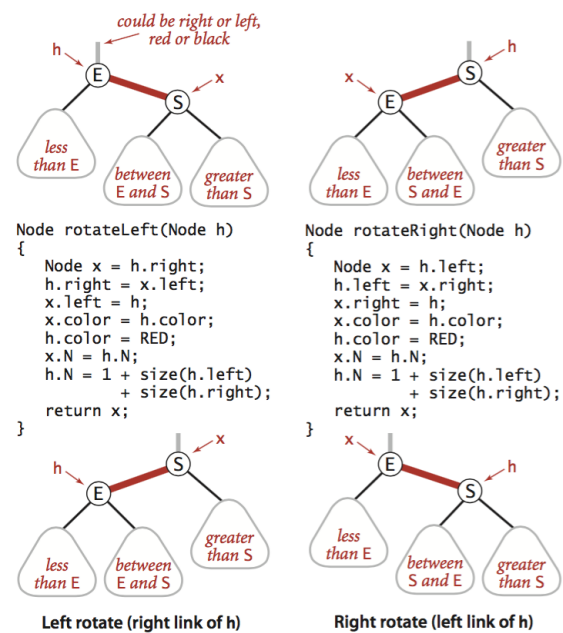 could be right or left,
red or black
h
E
x
S
less
than E
between
E and S
greater
than S
Node rotateLeft(Node h)
{
Node x = h.right;
h.right = x.left;
x.left = h;
x.color = h.color;
h.color = RED;
x.N = h.N;
h.N = 1 + size(h.left)
+ size(h.right);
return x;
}
x
h
S
E
less
than E
between
E and S
greater
than S
Left rotate (right link of h)
h
S
x
E
less
than E
between
S and E
greater
than S
Node rotateRight(Node h)
{
Node x = h.left;
h.left = x.right;
x.right = h;
x.color = h.color;
h.color = RED;
x.N = h.N;
h.N = 1 + size(h.left)
+ size(h.right);
return x;
}
x
E
h
S
less
than E
between
S and E
greater
than S
Right rotate (left link of h)